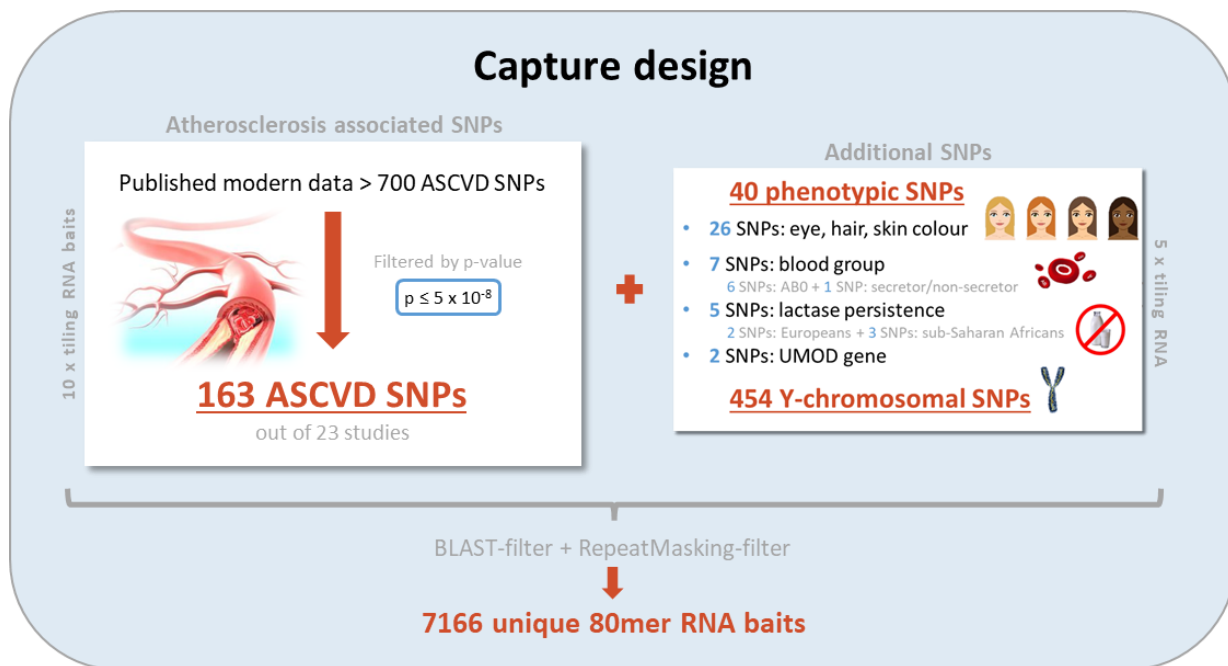 Capture design
Atherosclerosis associated SNPs
10 x tiling RNA baits
Published modern data > 700 ASCVD SNPs
Filtered by p-value
p ≤ 5 x 10⁻⁸
163 ASCVD SNPs
out of 23 studies
+
Additional SNPs
40 phenotypic SNPs
• 26 SNPs: eye, hair, skin colour
• 7 SNPs: blood group
6 SNPs: AB0 + 1 SNP: secretor/non-secretor
• 5 SNPs: lactase persistence
2 SNPs: Europeans + 3 SNPs: sub-Saharan Africans
• 2 SNPs: UMOD gene
454 Y-chromosomal SNPs
5 x tiling RNA
BLAST-filter + RepeatMasking-filter
7166 unique 80mer RNA baits